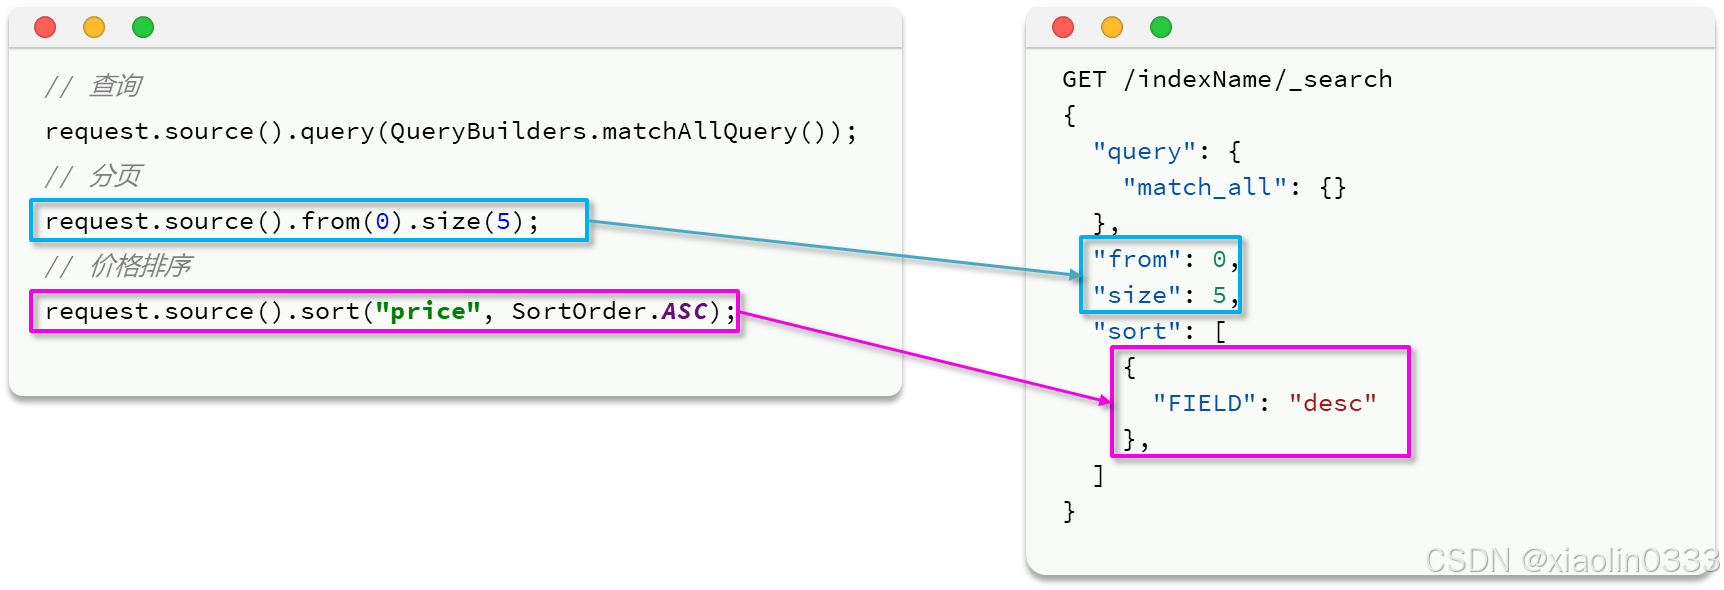 // 查询
request.source().query(QueryBuilders.matchAllQuery());
// 分页
request.source().from(0).size(5);
// 价格排序
request.source().sort("price", SortOrder.ASC);
GET /indexName/_search
{
  "query": {
    "match_all": {}
  },
  "from": 0,
  "size": 5,
  "sort": [
    {
      "FIELD": "desc"
    },
  ]
}
CSDN @xiaolin0333